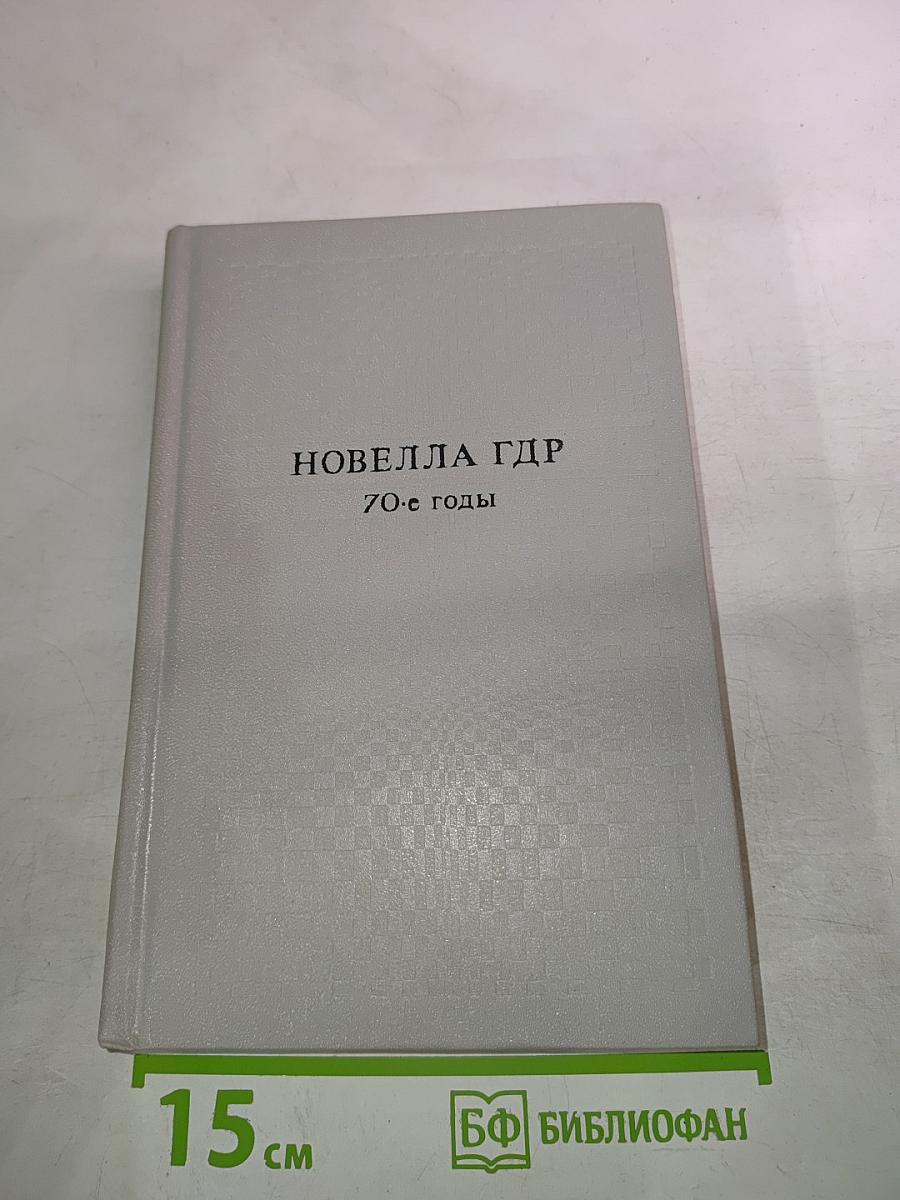 НОВЕЛЛА ГДР
70-е годы
15 см
БФ БИБЛИОФАН